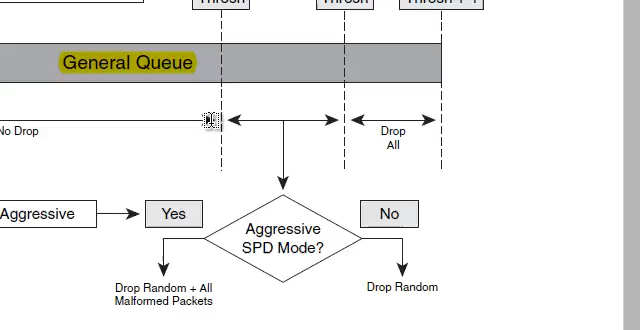 General Queue
No Drop
Drop
All
Aggressive
Yes
No
Aggressive
SPD Mode?
Drop Random + All
Malformed Packets
Drop Random